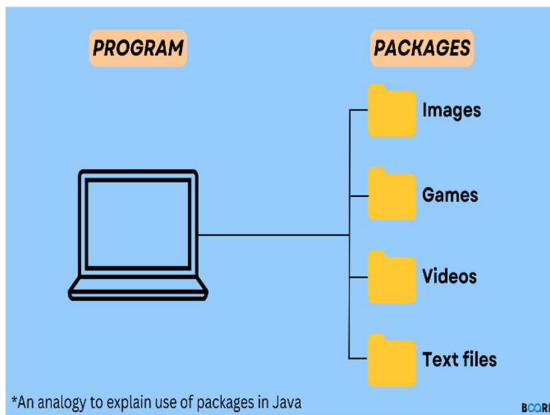 PROGRAM
PACKAGES
Images
Games
Videos
Text files
*An analogy to explain use of packages in Java